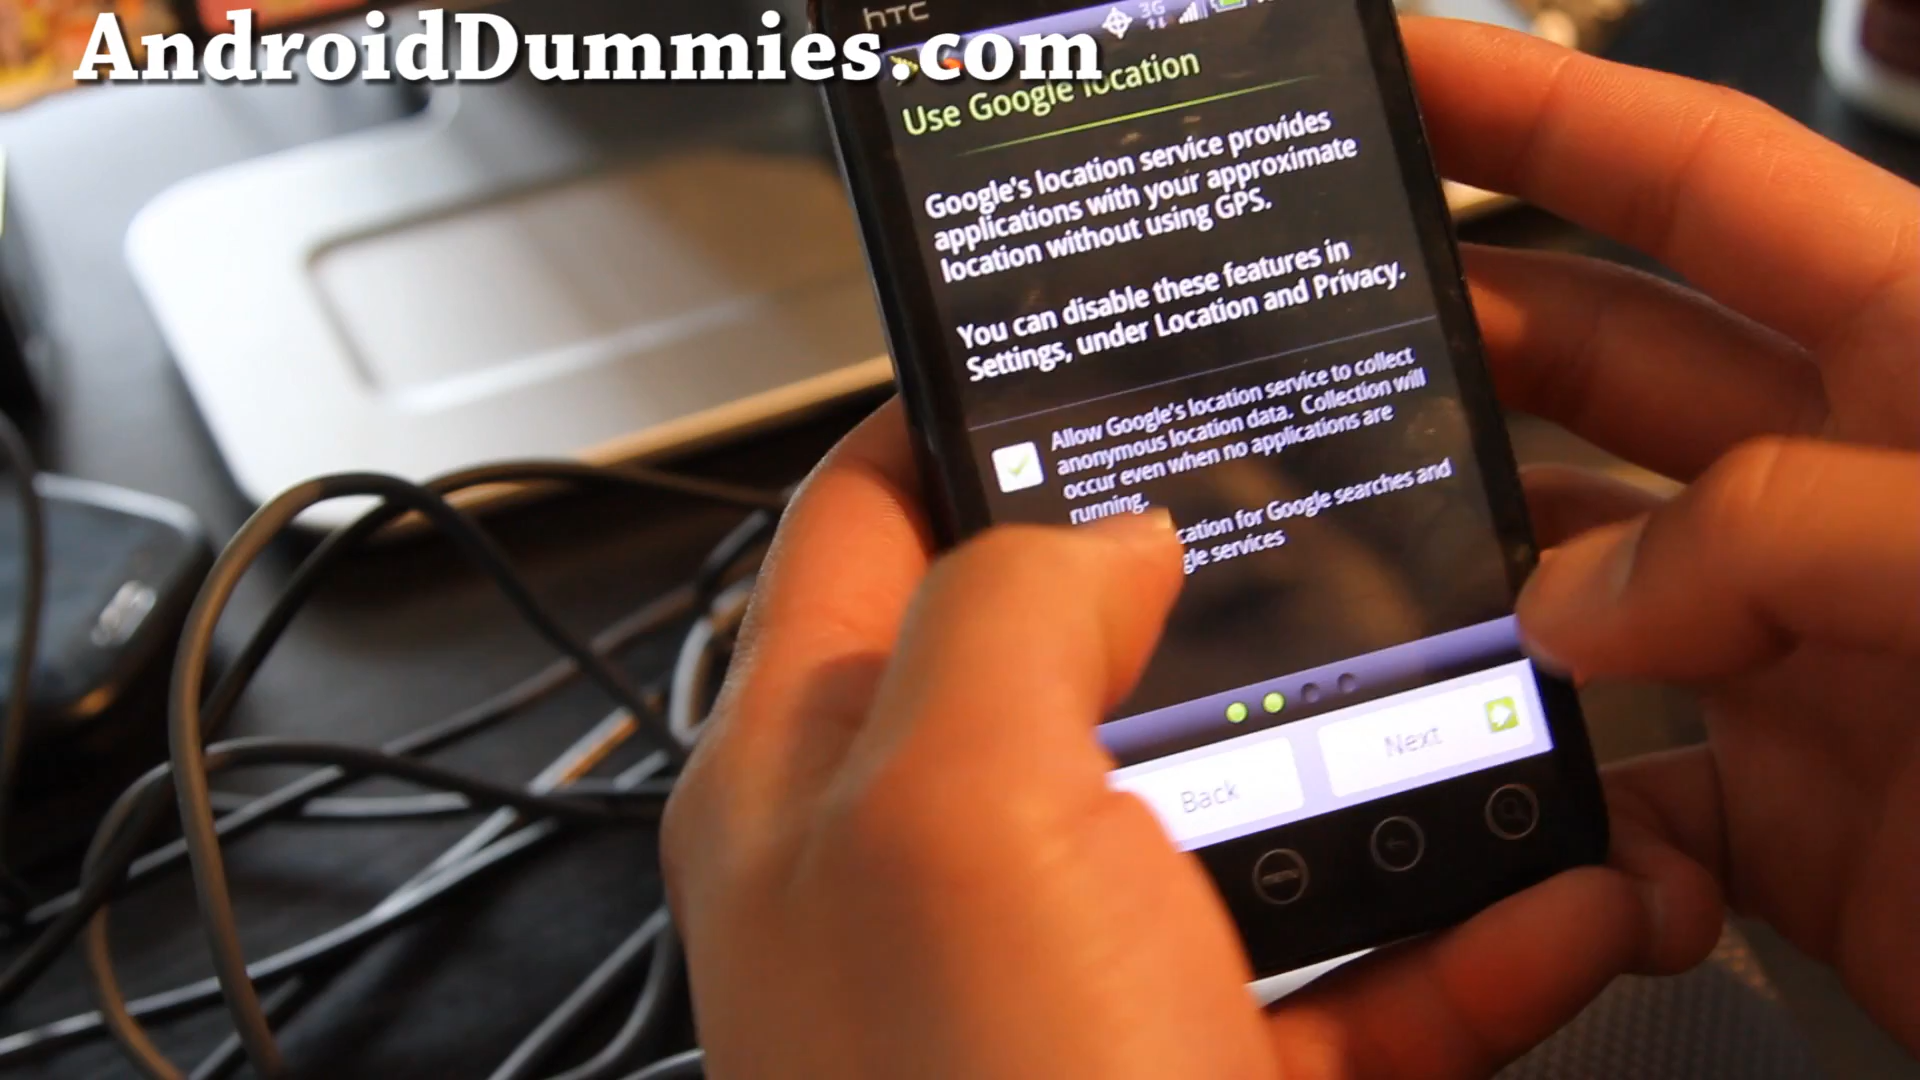 AndroidDummies.com
hTC
3G
Use Google location
Google's location service provides
applications with your approximate
location without using GPS.
You can disable these features in
Settings, under Location and Privacy.
Allow Google's location service to collect
anonymous location data. Collection will
occur even when no applications are
running.
cation for Google searches and
gle services
Back
Next
menu